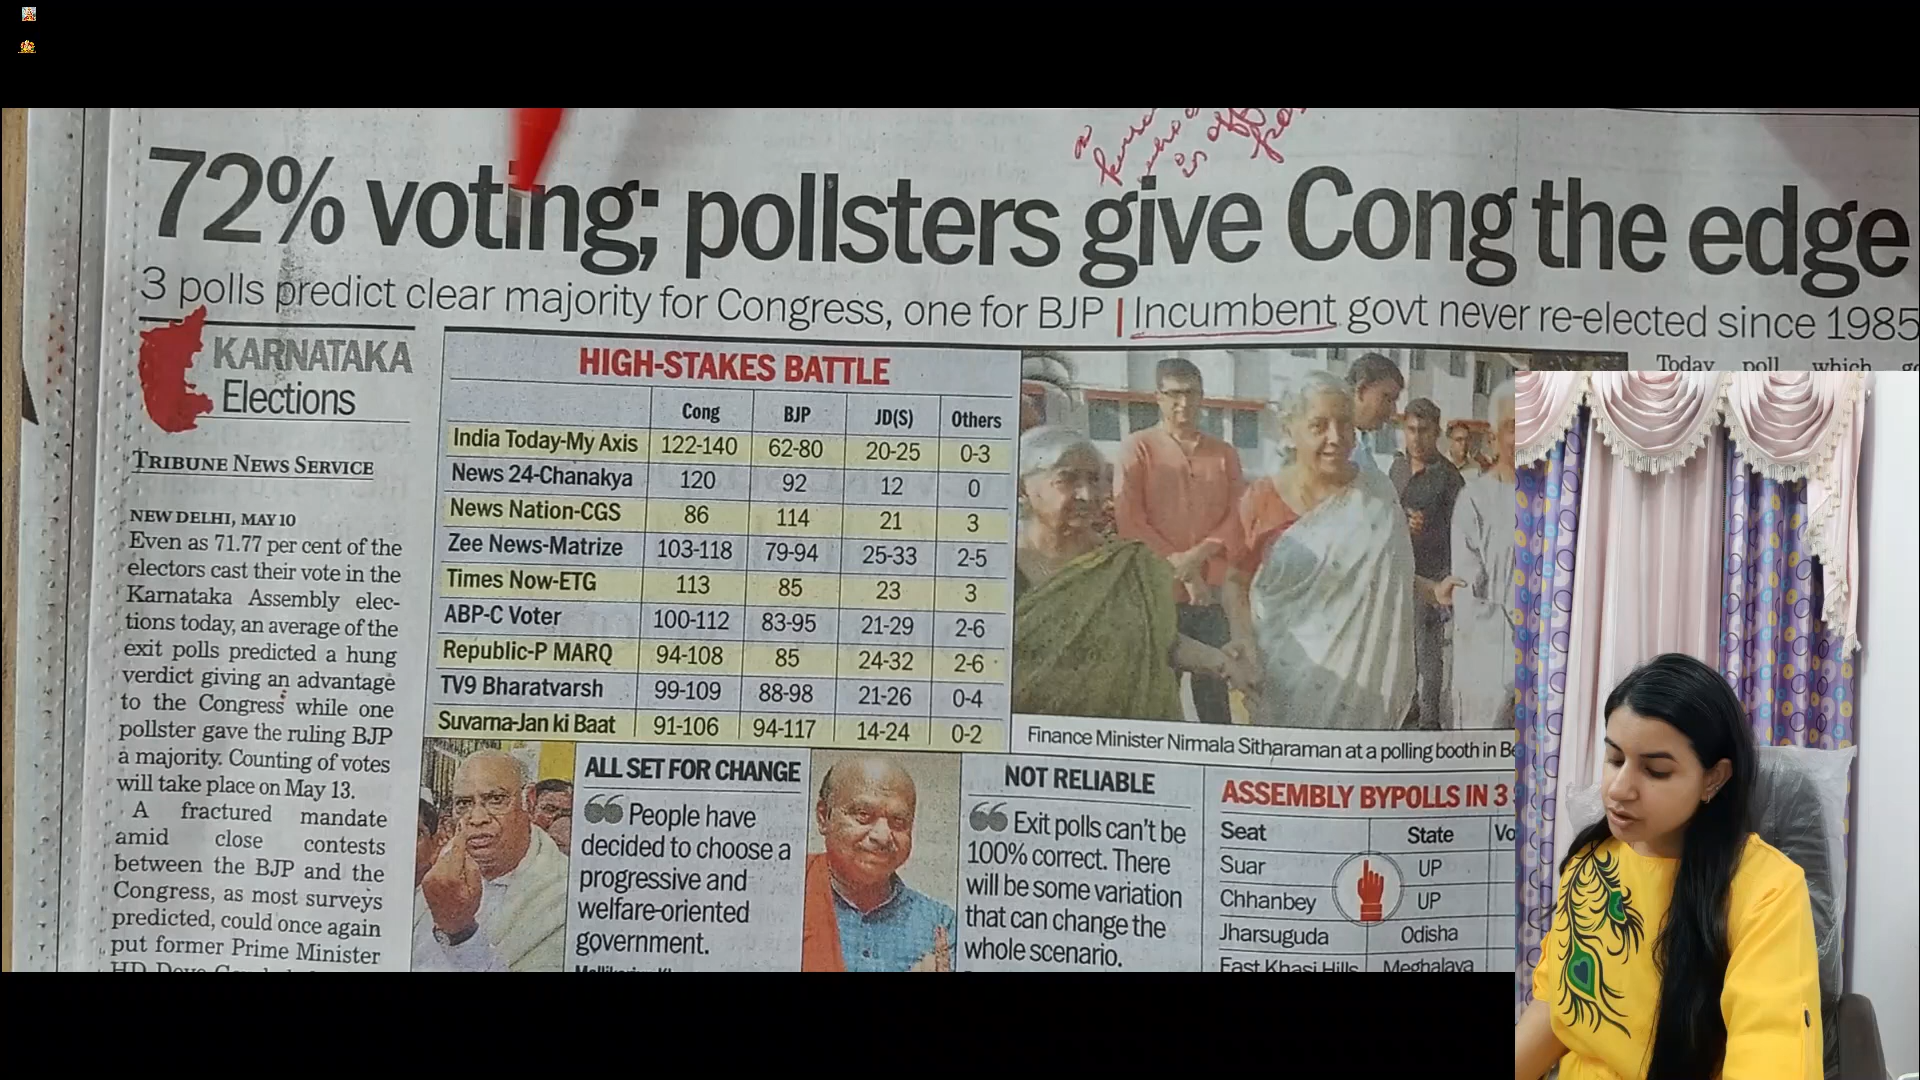 72% voting; pollsters give Cong the edge
3 polls predict clear majority for Congress, one for BJP | Incumbent govt never re-elected since 1985
KARNATAKA
Elections
TRIBUNE NEWS SERVICE
NEW DELHI, MAY 10
Even as 71.77 per cent of the
electors cast their vote in the
Karnataka Assembly elec-
tions today, an average of the
exit polls predicted a hung
verdict giving an advantage
to the Congress while one
pollster gave the ruling BJP
a majority. Counting of votes
will take place on May 13.
A fractured mandate
amid close contests
between the BJP and the
Congress, as most surveys
predicted, could once again
put former Prime Minister
HIGH-STAKES BATTLE
Cong BJP JD(S) Others
India Today-My Axis 122-140 62-80 20-25 0-3
News 24-Chanakya 120 92 12 0
News Nation-CGS 86 114 21 3
Zee News-Matrize 103-118 79-94 25-33 2-5
Times Now-ETG 113 85 23 3
ABP-C Voter 100-112 83-95 21-29 2-6
Republic-P MARQ 94-108 85 24-32 2-6
TV9 Bharatvarsh 99-109 88-98 21-26 0-4
Suvarna-Jan ki Baat 91-106 94-117 14-24 0-2
Today poll which
Finance Minister Nirmala Sitharaman at a polling booth in
ALL SET FOR CHANGE
“People have
decided to choose a
progressive and
welfare-oriented
government.
NOT RELIABLE
“Exit polls can't be
100% correct. There
will be some variation
that can change the
whole scenario.
ASSEMBLY BYPOLLS IN 3
Seat State
Suar UP
Chhanbey UP
Jharsuguda Odisha
East Khasi Hills Meghalaya